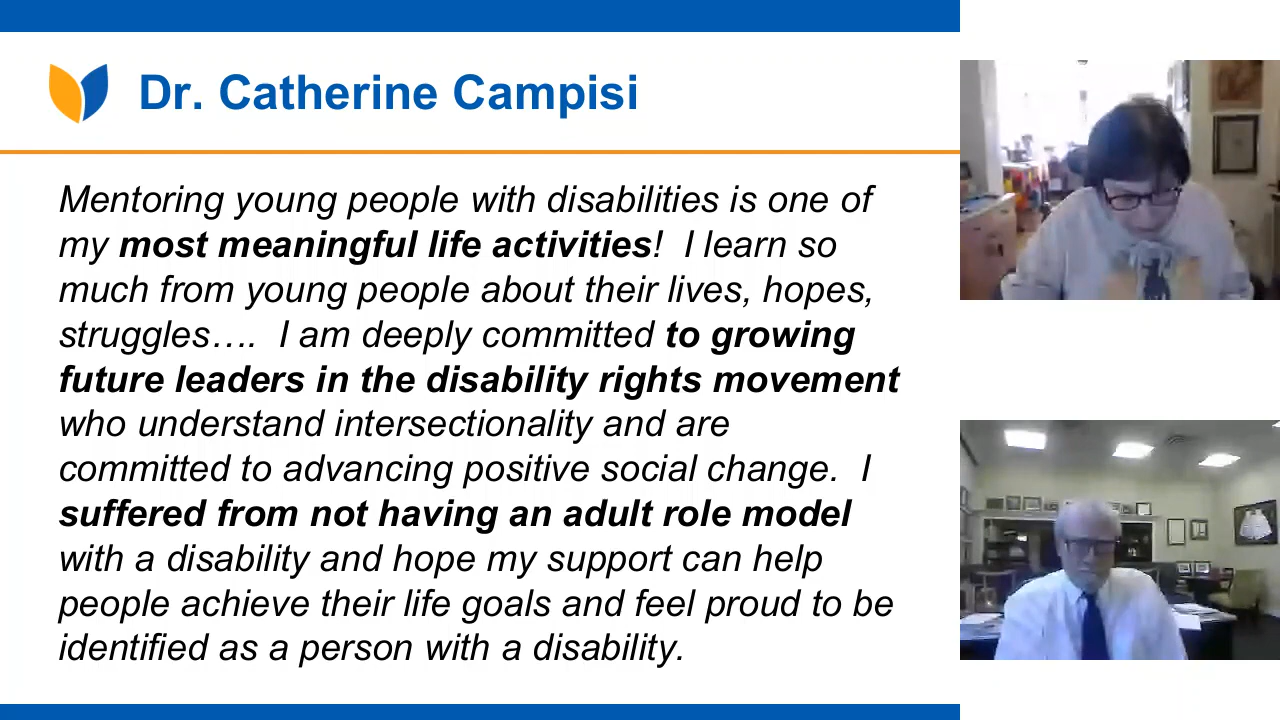 Dr. Catherine Campisi
Mentoring young people with disabilities is one of
my most meaningful life activities!  I learn so
much from young people about their lives, hopes,
struggles….  I am deeply committed to growing
future leaders in the disability rights movement
who understand intersectionality and are
committed to advancing positive social change.  I
suffered from not having an adult role model
with a disability and hope my support can help
people achieve their life goals and feel proud to be
identified as a person with a disability.